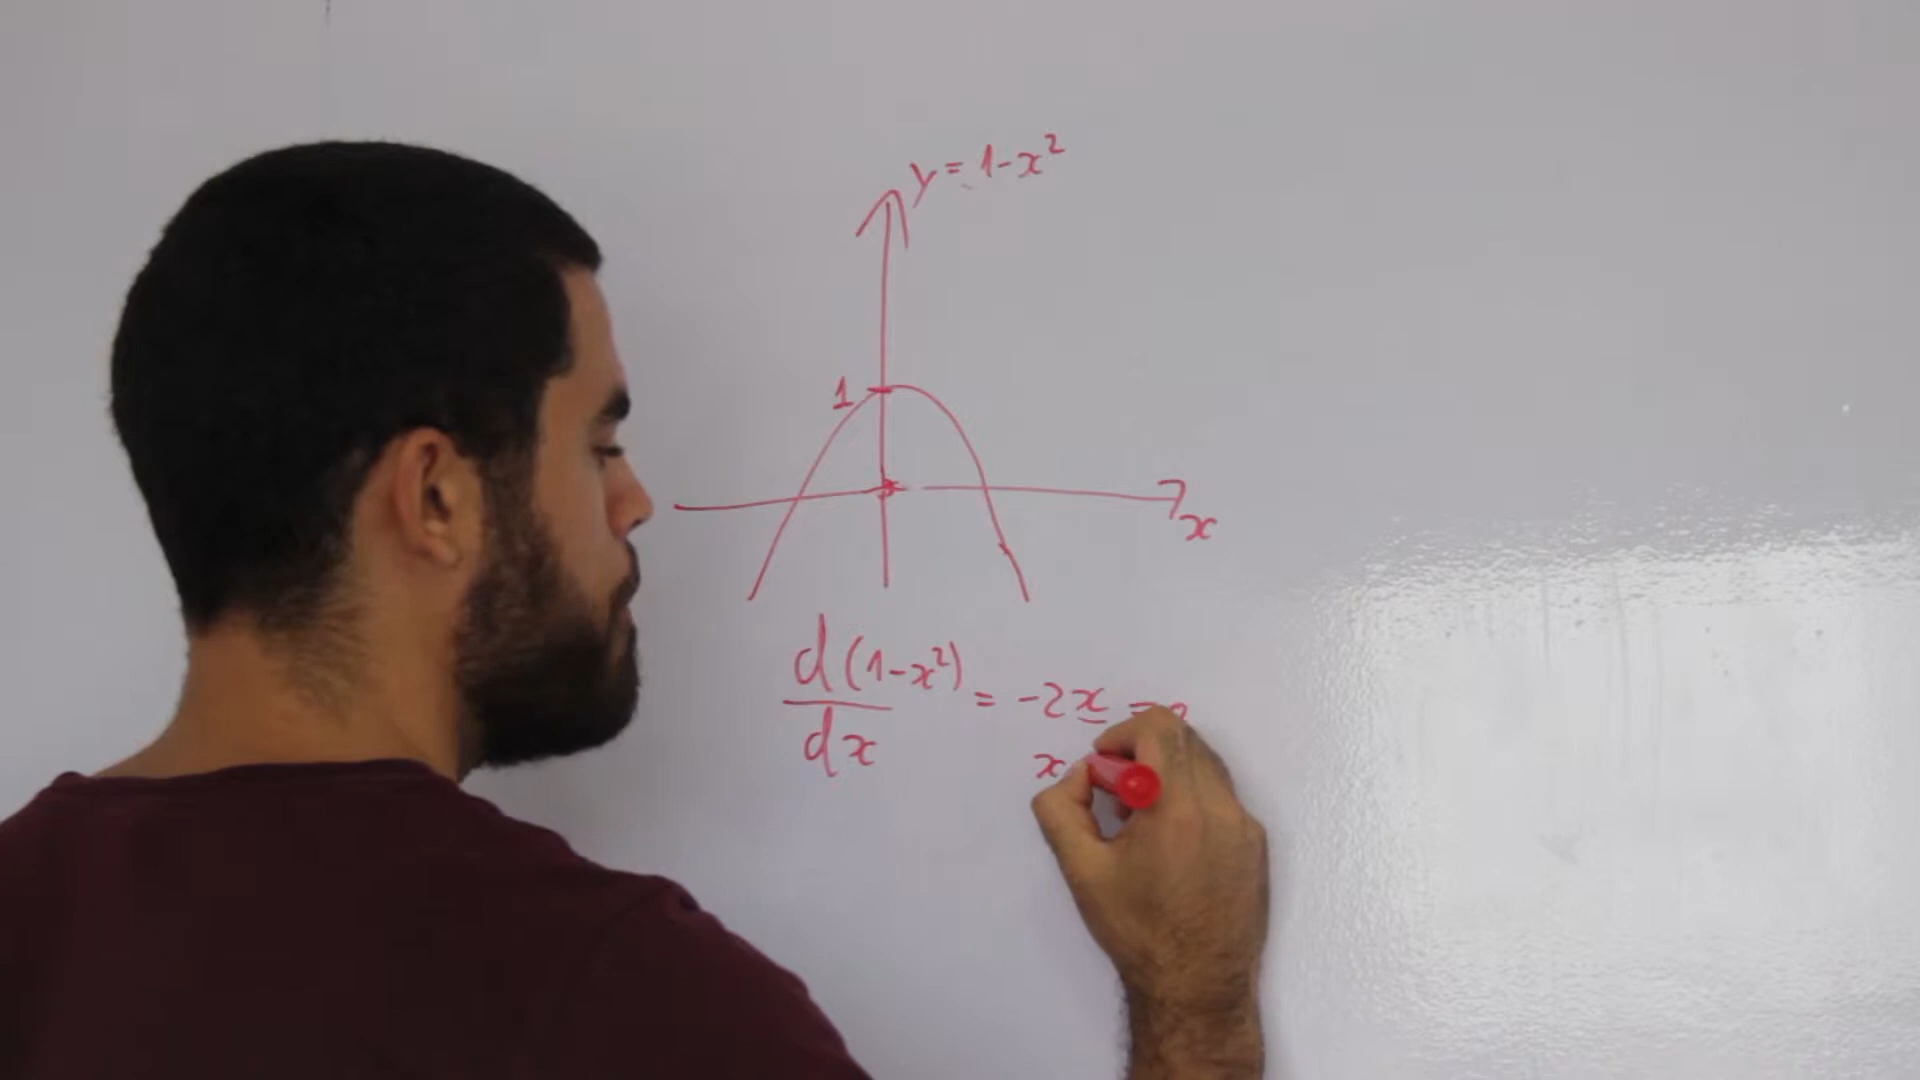 y = 1-x²
1
x
d(1-x²)/dx = -2x =
x